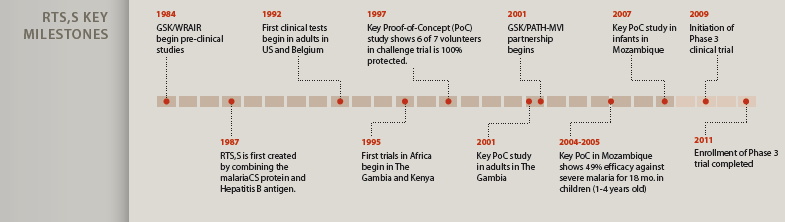 RTS,S KEY
MILESTONES
1984
GSK/WRAIR
begin pre-clinical
studies
1992
First clinical tests
begin in adults in
US and Belgium
1997
Key Proof-of-Concept (PoC)
study shows 6 of 7 volunteers
in challenge trial is 100%
protected.
2001
GSK/PATH-MVI
partnership
begins
2007
Key PoC study in
infants in
Mozambique
2009
Initiation of
Phase 3
clinical trial
1987
RTS,S is first created
by combining the
malariaCS protein and
Hepatitis B antigen.
1995
First trials in Africa
begin in The
Gambia and Kenya
2001
Key PoC study
in adults in The
Gambia
2004-2005
Key PoC in Mozambique
shows 49% efficacy against
severe malaria for 18 mo. in
children (1-4 years old)
2011
Enrollment of Phase 3
trial completed